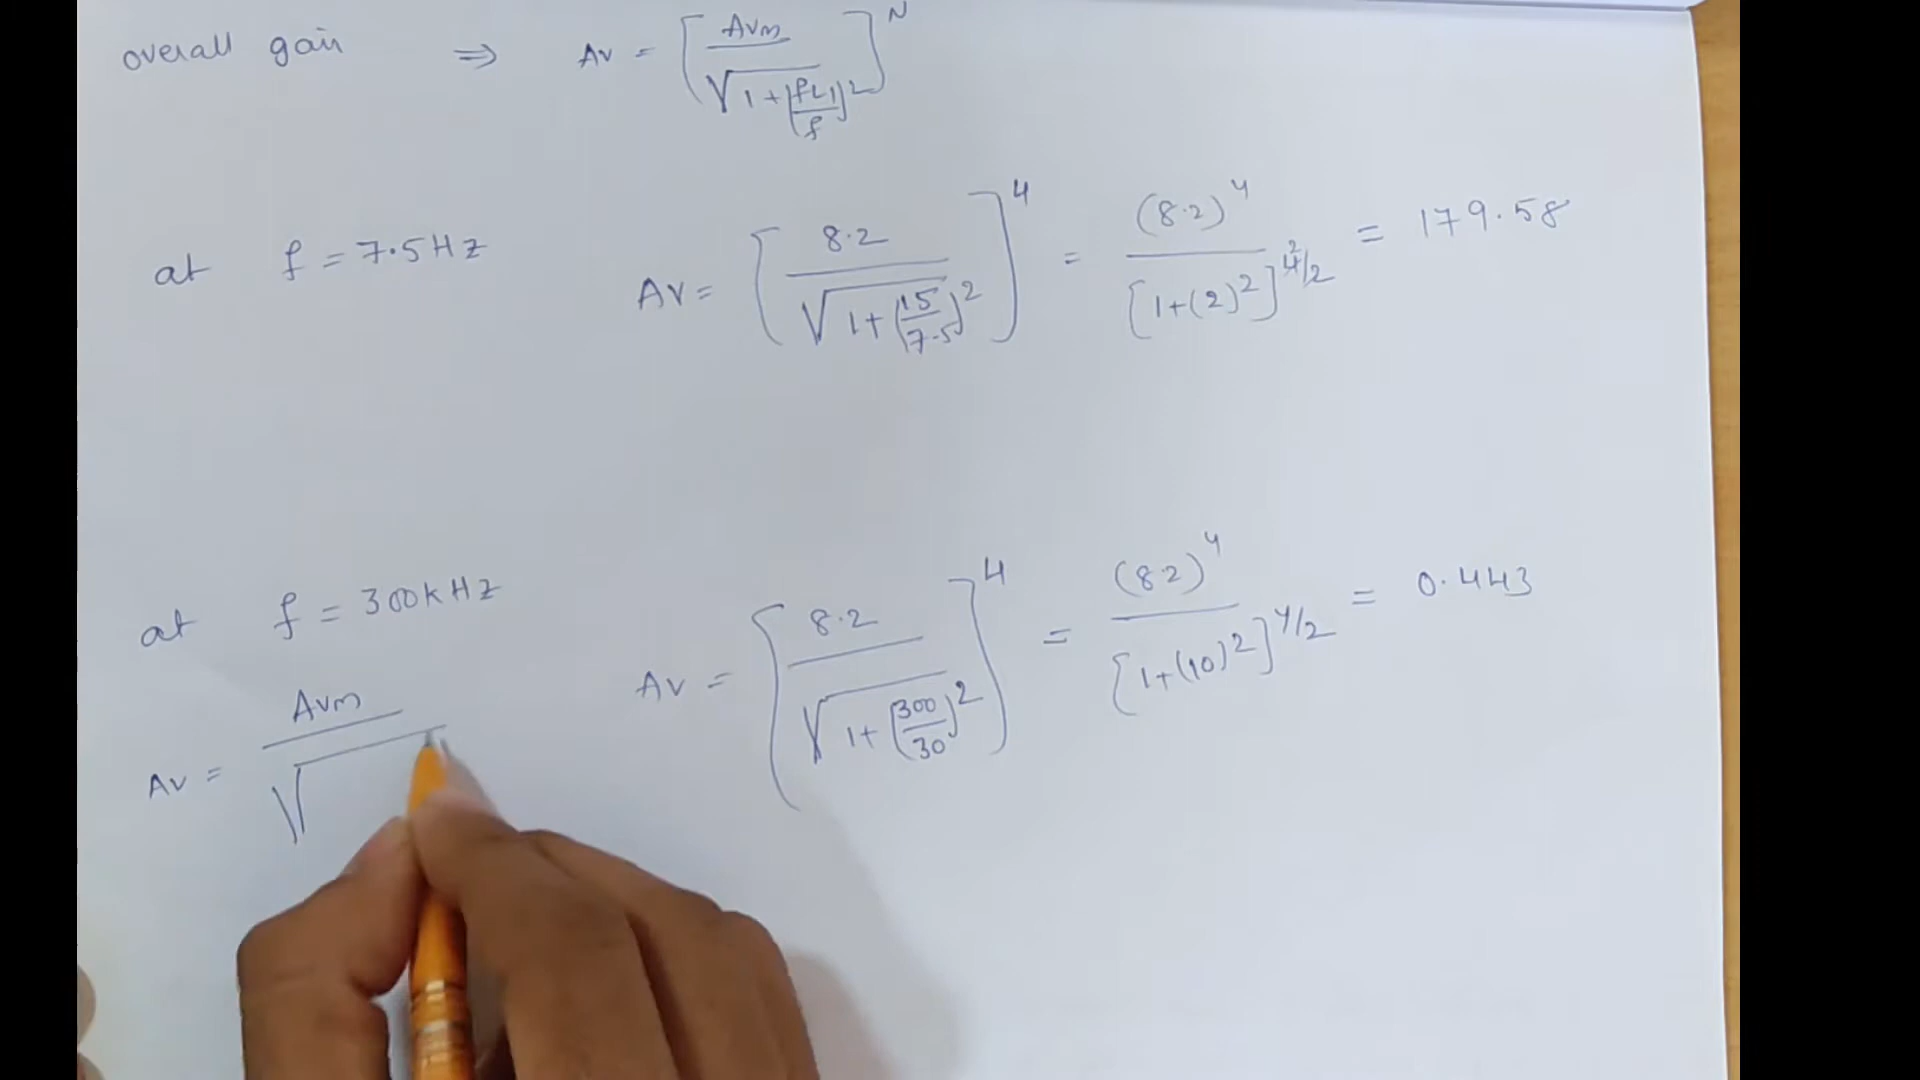 overall gain ⇒ Av = [Avm / √1+(fL1/f)²]^N
at f = 7.5Hz Av = [8.2 / √1+(15/7.5)²]^4 = (8.2)^4 / [1+(2)²]^4/2 = 179.58
at f = 300kHz Av = [8.2 / √1+(300/30)²]^4 = (8.2)^4 / [1+(10)²]^4/2 = 0.443
Av = Avm / √